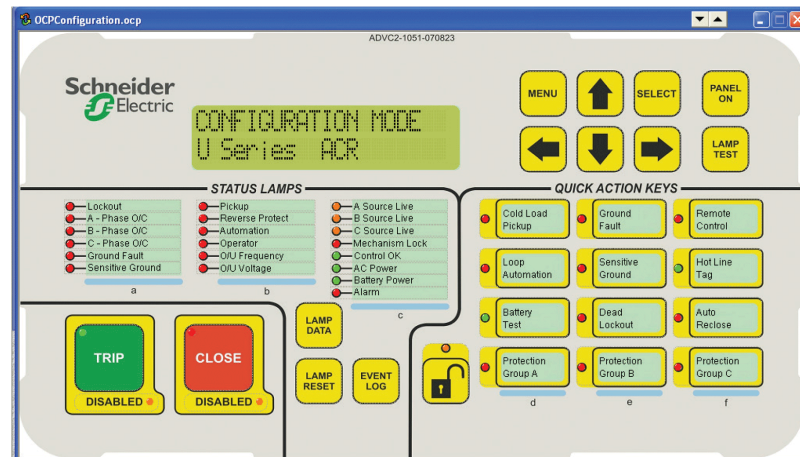 OCPConfiguration.ocp
ADVC2-1051-070823
Schneider
Electric
CONFIGURATION MODE
U Series ACR
MENU
SELECT
PANEL
ON
LAMP
TEST
STATUS LAMPS
Lockout
A - Phase O/C
B - Phase O/C
C - Phase O/C
Ground Fault
Sensitive Ground
a
Pickup
Reverse Protect
Automation
Operator
O/U Frequency
O/U Voltage
b
A Source Live
B Source Live
C Source Live
Mechanism Lock
Control OK
AC Power
Battery Power
Alarm
c
QUICK ACTION KEYS
Cold Load
Pickup
Ground
Fault
Remote
Control
Loop
Automation
Sensitive
Ground
Hot Line
Tag
Battery
Test
Dead
Lockout
Auto
Reclose
Protection
Group A
Protection
Group B
Protection
Group C
d
e
f
TRIP
DISABLED
CLOSE
DISABLED
LAMP
DATA
LAMP
RESET
EVENT
LOG